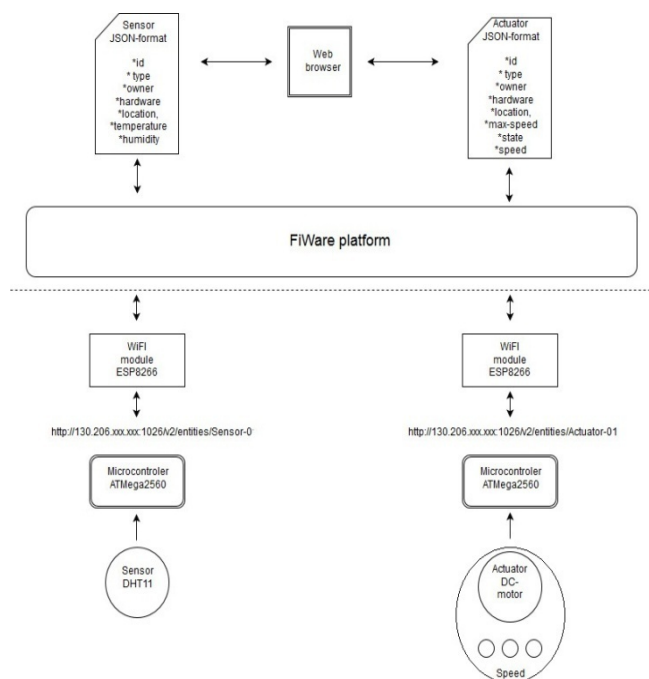 Sensor
JSON-format
*id
* type
*owner
*hardware
*location,
*temperature
*humidity
Web
browser
Actuator
JSON-format
*id
* type
*owner
*hardware
*location,
*max-speed
*state
*speed
FiWare platform
WiFI
module
ESP8266
WiFI
module
ESP8266
http://130.206.xxx.xxx:1026/v2/entities/Sensor-0
http://130.206.xxx.xxx:1026/v2/entities/Actuator-01
Microcontroler
ATMega2560
Microcontroler
ATMega2560
Sensor
DHT11
Actuator
DC-
motor
Speed